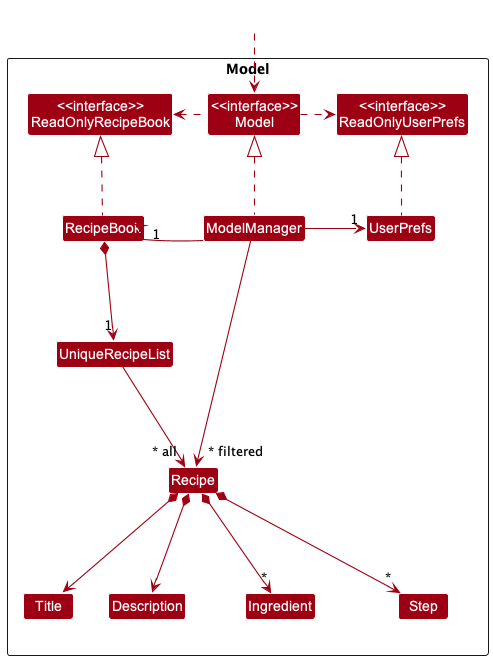 Model
<<interface>>
ReadOnlyRecipeBook
<<interface>>
Model
<<interface>>
ReadOnlyUserPrefs
RecipeBook
1
ModelManager
1
UserPrefs
1
UniqueRecipeList
* all
* filtered
Recipe
*
*
Title
Description
Ingredient
Step